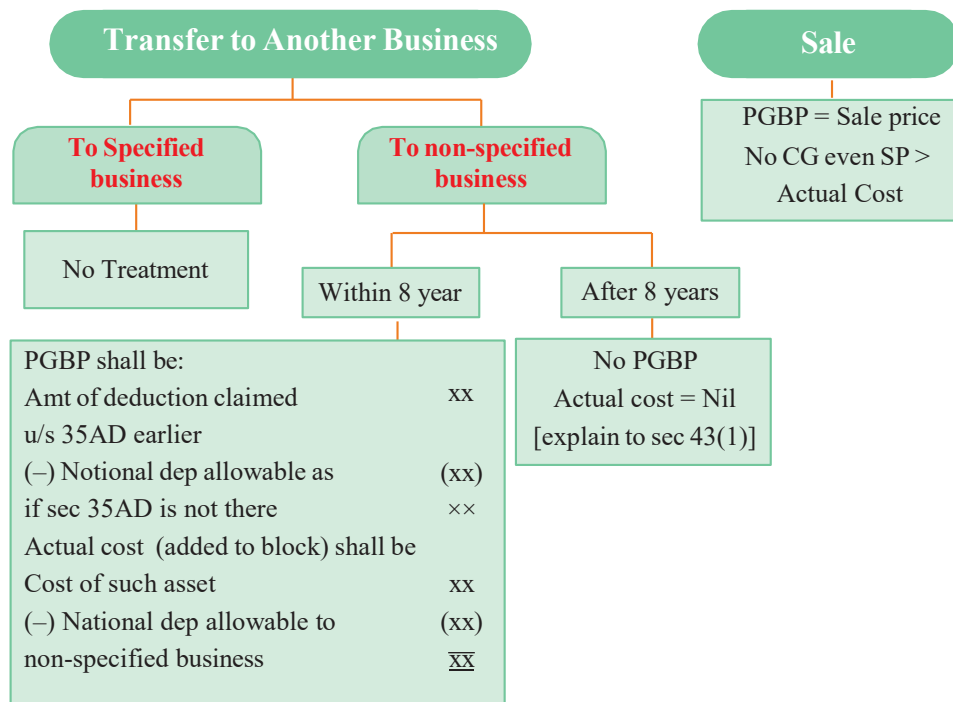 Transfer to Another Business
Sale
PGBP = Sale price
No CG even SP >
Actual Cost
To Specified
business
To non-specified
business
No Treatment
Within 8 year
After 8 years
PGBP shall be:
Amt of deduction claimed xx
u/s 35AD earlier
(–) Notional dep allowable as (xx)
if sec 35AD is not there ××
Actual cost (added to block) shall be
Cost of such asset xx
(–) National dep allowable to (xx)
non-specified business xx
No PGBP
Actual cost = Nil
[explain to sec 43(1)]